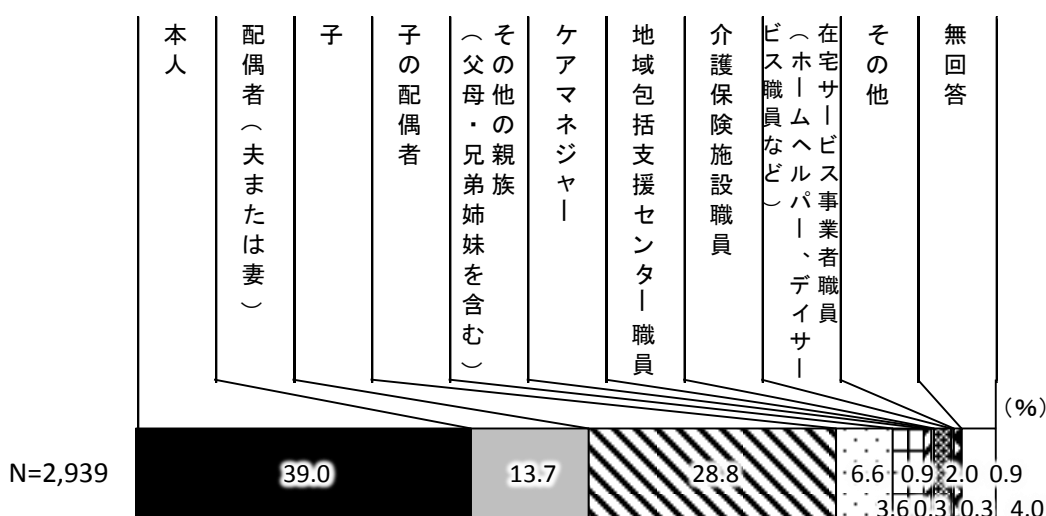 本人
配偶者（夫または妻）
子
子の配偶者
その他の親族
（父母・兄弟姉妹を含む）
ケアマネジャー
地域包括支援センター職員
介護保険施設職員
在宅サービス事業者職員
（ホームヘルパー、デイサー
ビス職員など）
その他
無回答
（%）
N=2,939
39.0
13.7
28.8
6.6
0.9
2.0
0.9
3.6
0.3
0.3
4.0